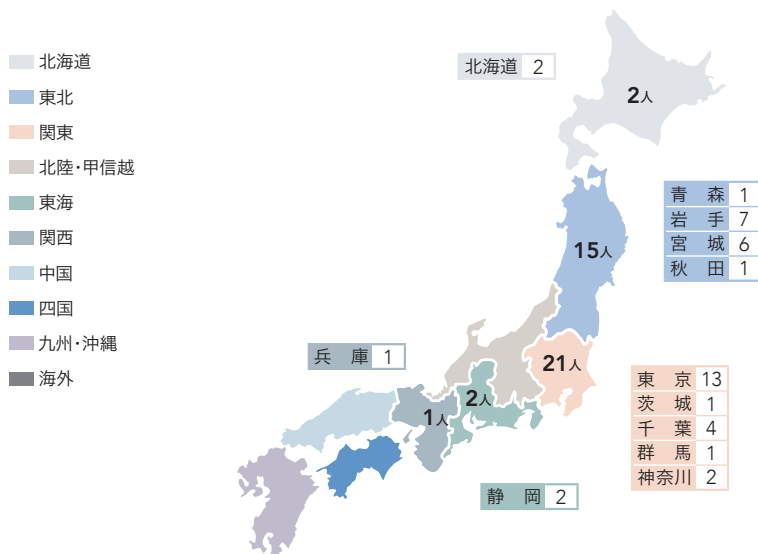 北海道
東北
関東
北陸・甲信越
東海
関西
中国
四国
九州・沖縄
海外
北海道 2
2人
青森 1
岩手 7
宮城 6
秋田 1
15人
兵庫 1
21人
2人
1人
東京 13
茨城 1
千葉 4
群馬 1
神奈川 2
静岡 2